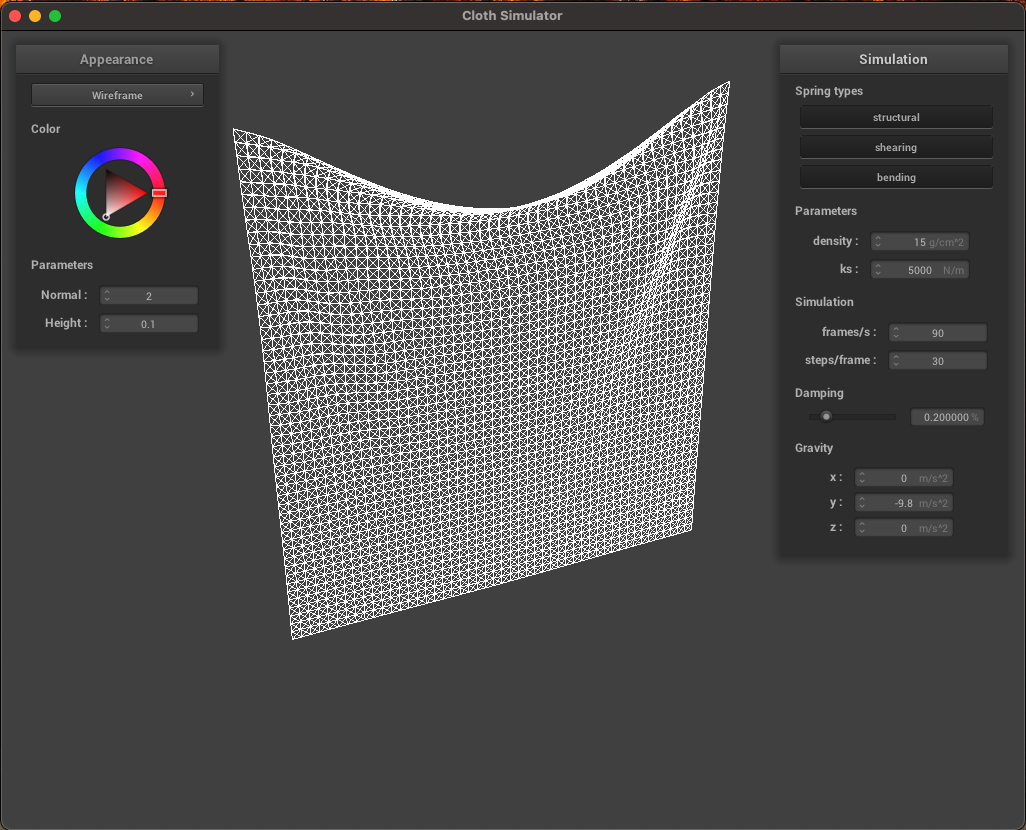 Cloth Simulator
Appearance
Wireframe
Color
Parameters
Normal : 2
Height : 0.1
Simulation
Spring types
structural
shearing
bending
Parameters
density : 15 g/cm^2
ks : 5000 N/m
Simulation
frames/s : 90
steps/frame : 30
Damping
0.200000 %
Gravity
x : 0 m/s^2
y : -9.8 m/s^2
z : 0 m/s^2